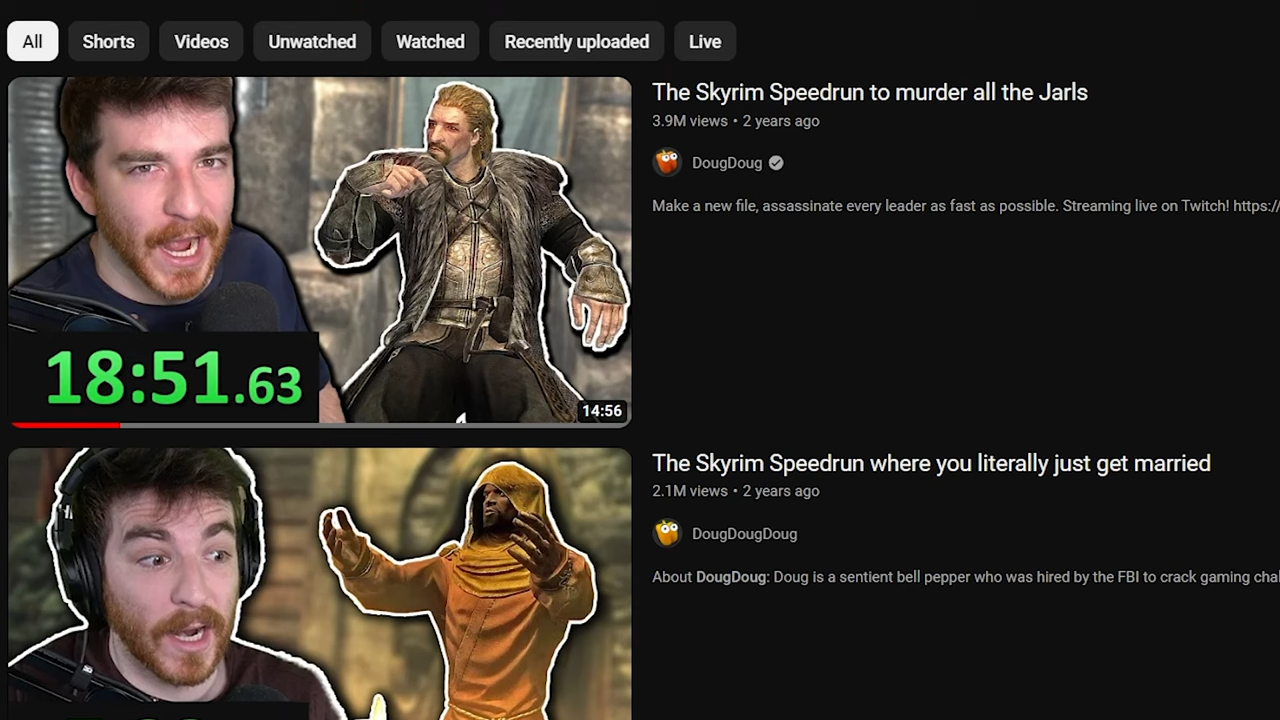 All Shorts Videos Unwatched Watched Recently uploaded Live
The Skyrim Speedrun to murder all the Jarls
3.9M views • 2 years ago
DougDoug
Make a new file, assassinate every leader as fast as possible. Streaming live on Twitch! https:/
18:51.63
14:56
The Skyrim Speedrun where you literally just get married
2.1M views • 2 years ago
DougDougDoug
About DougDoug: Doug is a sentient bell pepper who was hired by the FBI to crack gaming